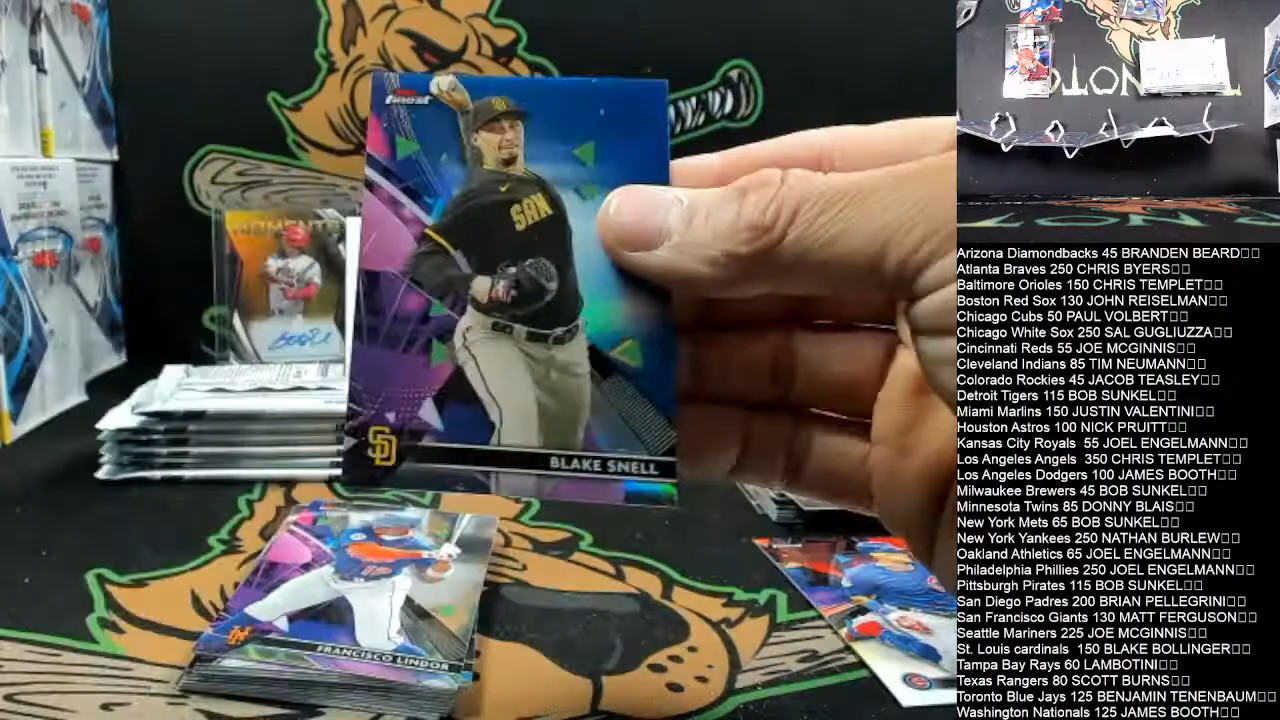 MOMENTS
finest
SAN
SD
BLAKE SNELL
12
FRANCISCO LINDOR
NOT
Arizona Diamondbacks 45 BRANDEN BEARD□□
Atlanta Braves 250 CHRIS BYERS□□
Baltimore Orioles 150 CHRIS TEMPLET□□
Boston Red Sox 130 JOHN REISELMAN□□
Chicago Cubs 50 PAUL VOLBERT□□
Chicago White Sox 250 SAL GUGLIUZZA□□
Cincinnati Reds 55 JOE MCGINNIS□□
Cleveland Indians 85 TIM NEUMANN□□
Colorado Rockies 45 JACOB TEASLEY□□
Detroit Tigers 115 BOB SUNKEL□□
Miami Marlins 150 JUSTIN VALENTINI□□
Houston Astros 100 NICK PRUITT□□
Kansas City Royals 55 JOEL ENGELMANN□□
Los Angeles Angels 350 CHRIS TEMPLET□□
Los Angeles Dodgers 100 JAMES BOOTH□□
Milwaukee Brewers 45 BOB SUNKEL□□
Minnesota Twins 85 DONNY BLAIS□□
New York Mets 65 BOB SUNKEL□□
New York Yankees 250 NATHAN BURLEW□□
Oakland Athletics 65 JOEL ENGELMANN□□
Philadelphia Phillies 250 JOEL ENGELMANN□□
Pittsburgh Pirates 115 BOB SUNKEL□□
San Diego Padres 200 BRIAN PELLEGRINI□□
San Francisco Giants 130 MATT FERGUSON□□
Seattle Mariners 225 JOE MCGINNIS□□
St. Louis cardinals 150 BLAKE BOLLINGER□□
Tampa Bay Rays 60 LAMBOTINI□□
Texas Rangers 80 SCOTT BURNS□□
Toronto Blue Jays 125 BENJAMIN TENENBAUM□□
Washington Nationals 125 JAMES BOOTH□□